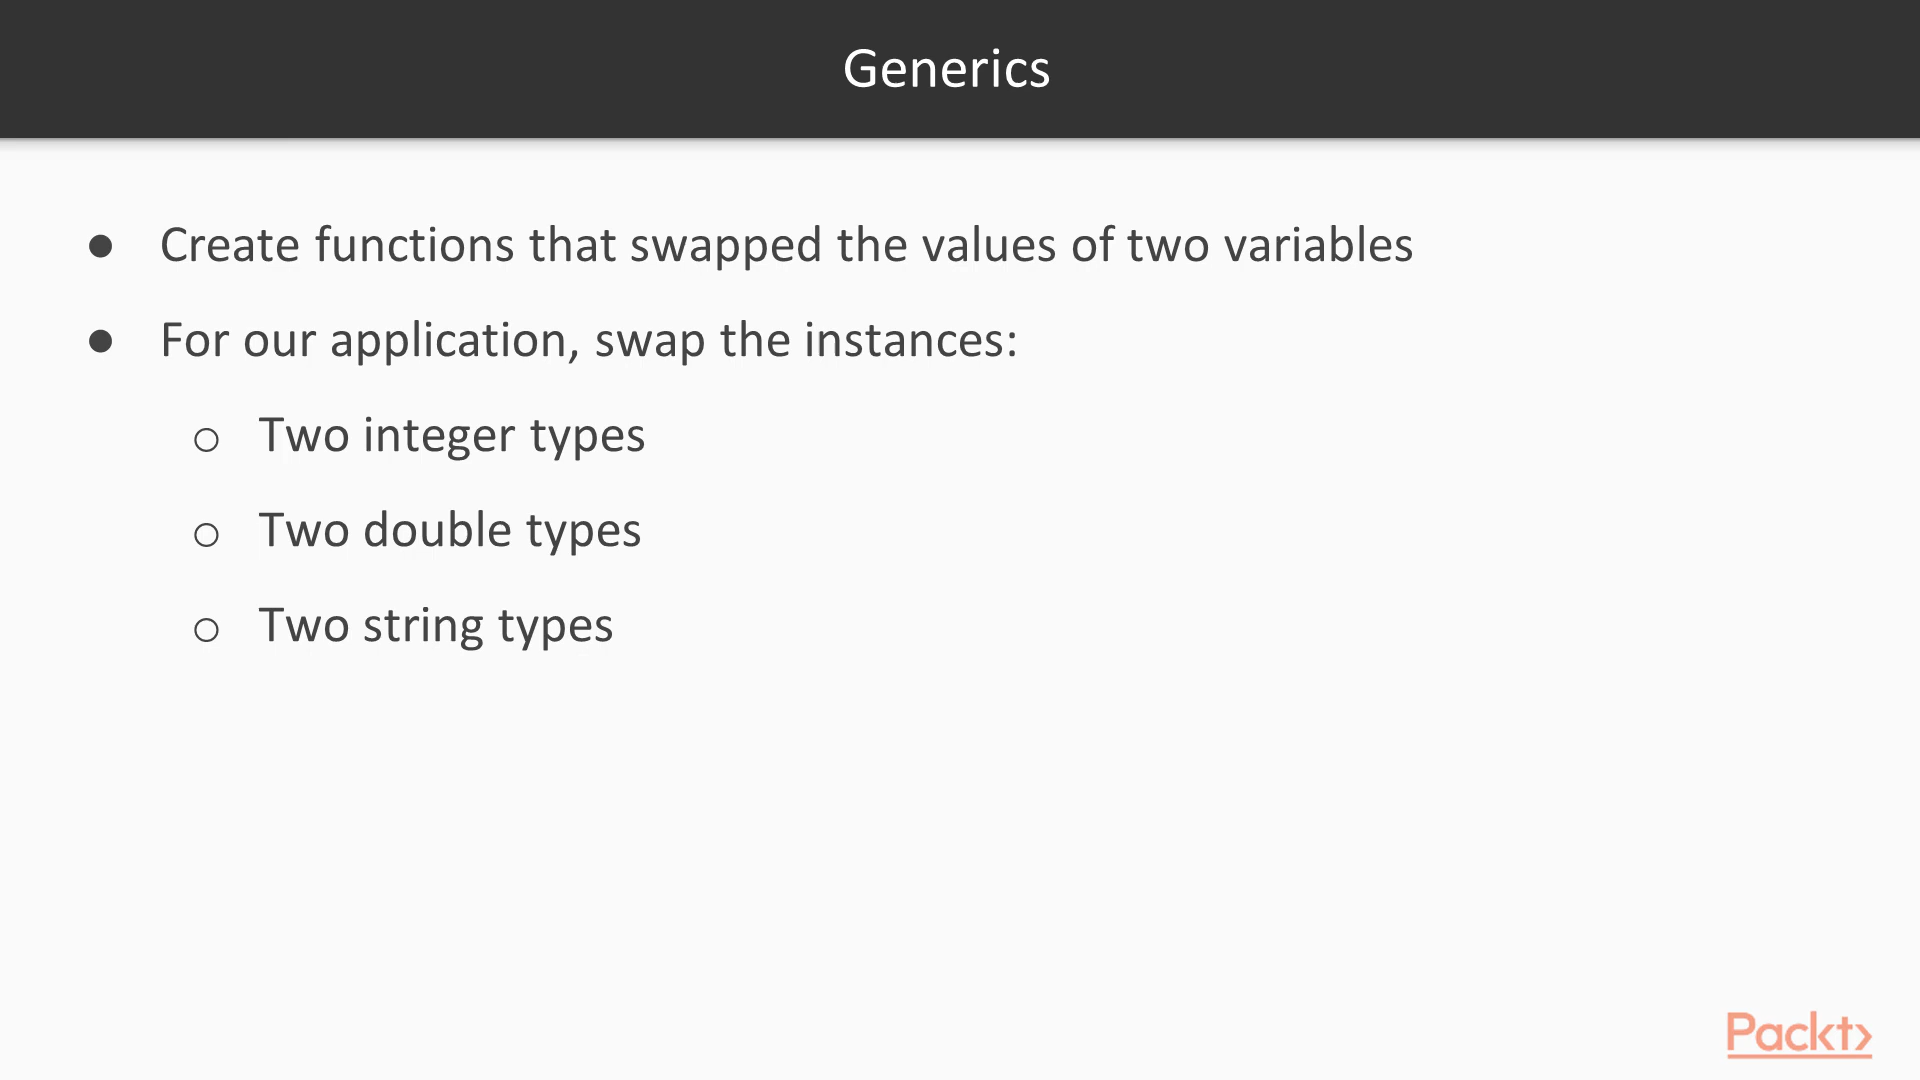 Generics
● Create functions that swapped the values of two variables
● For our application, swap the instances:
○ Two integer types
○ Two double types
○ Two string types
Packt>